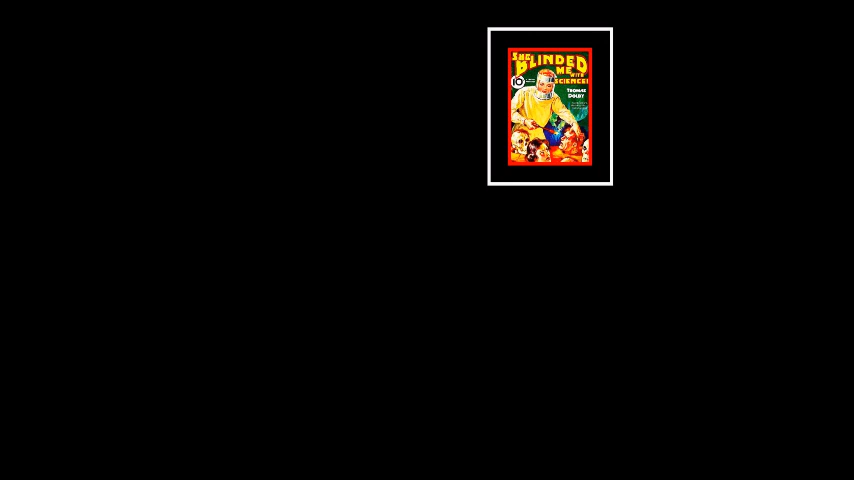 SHE
BLINDED
ME WITH
SCIENCE!
10
THOMAS
DOLBY